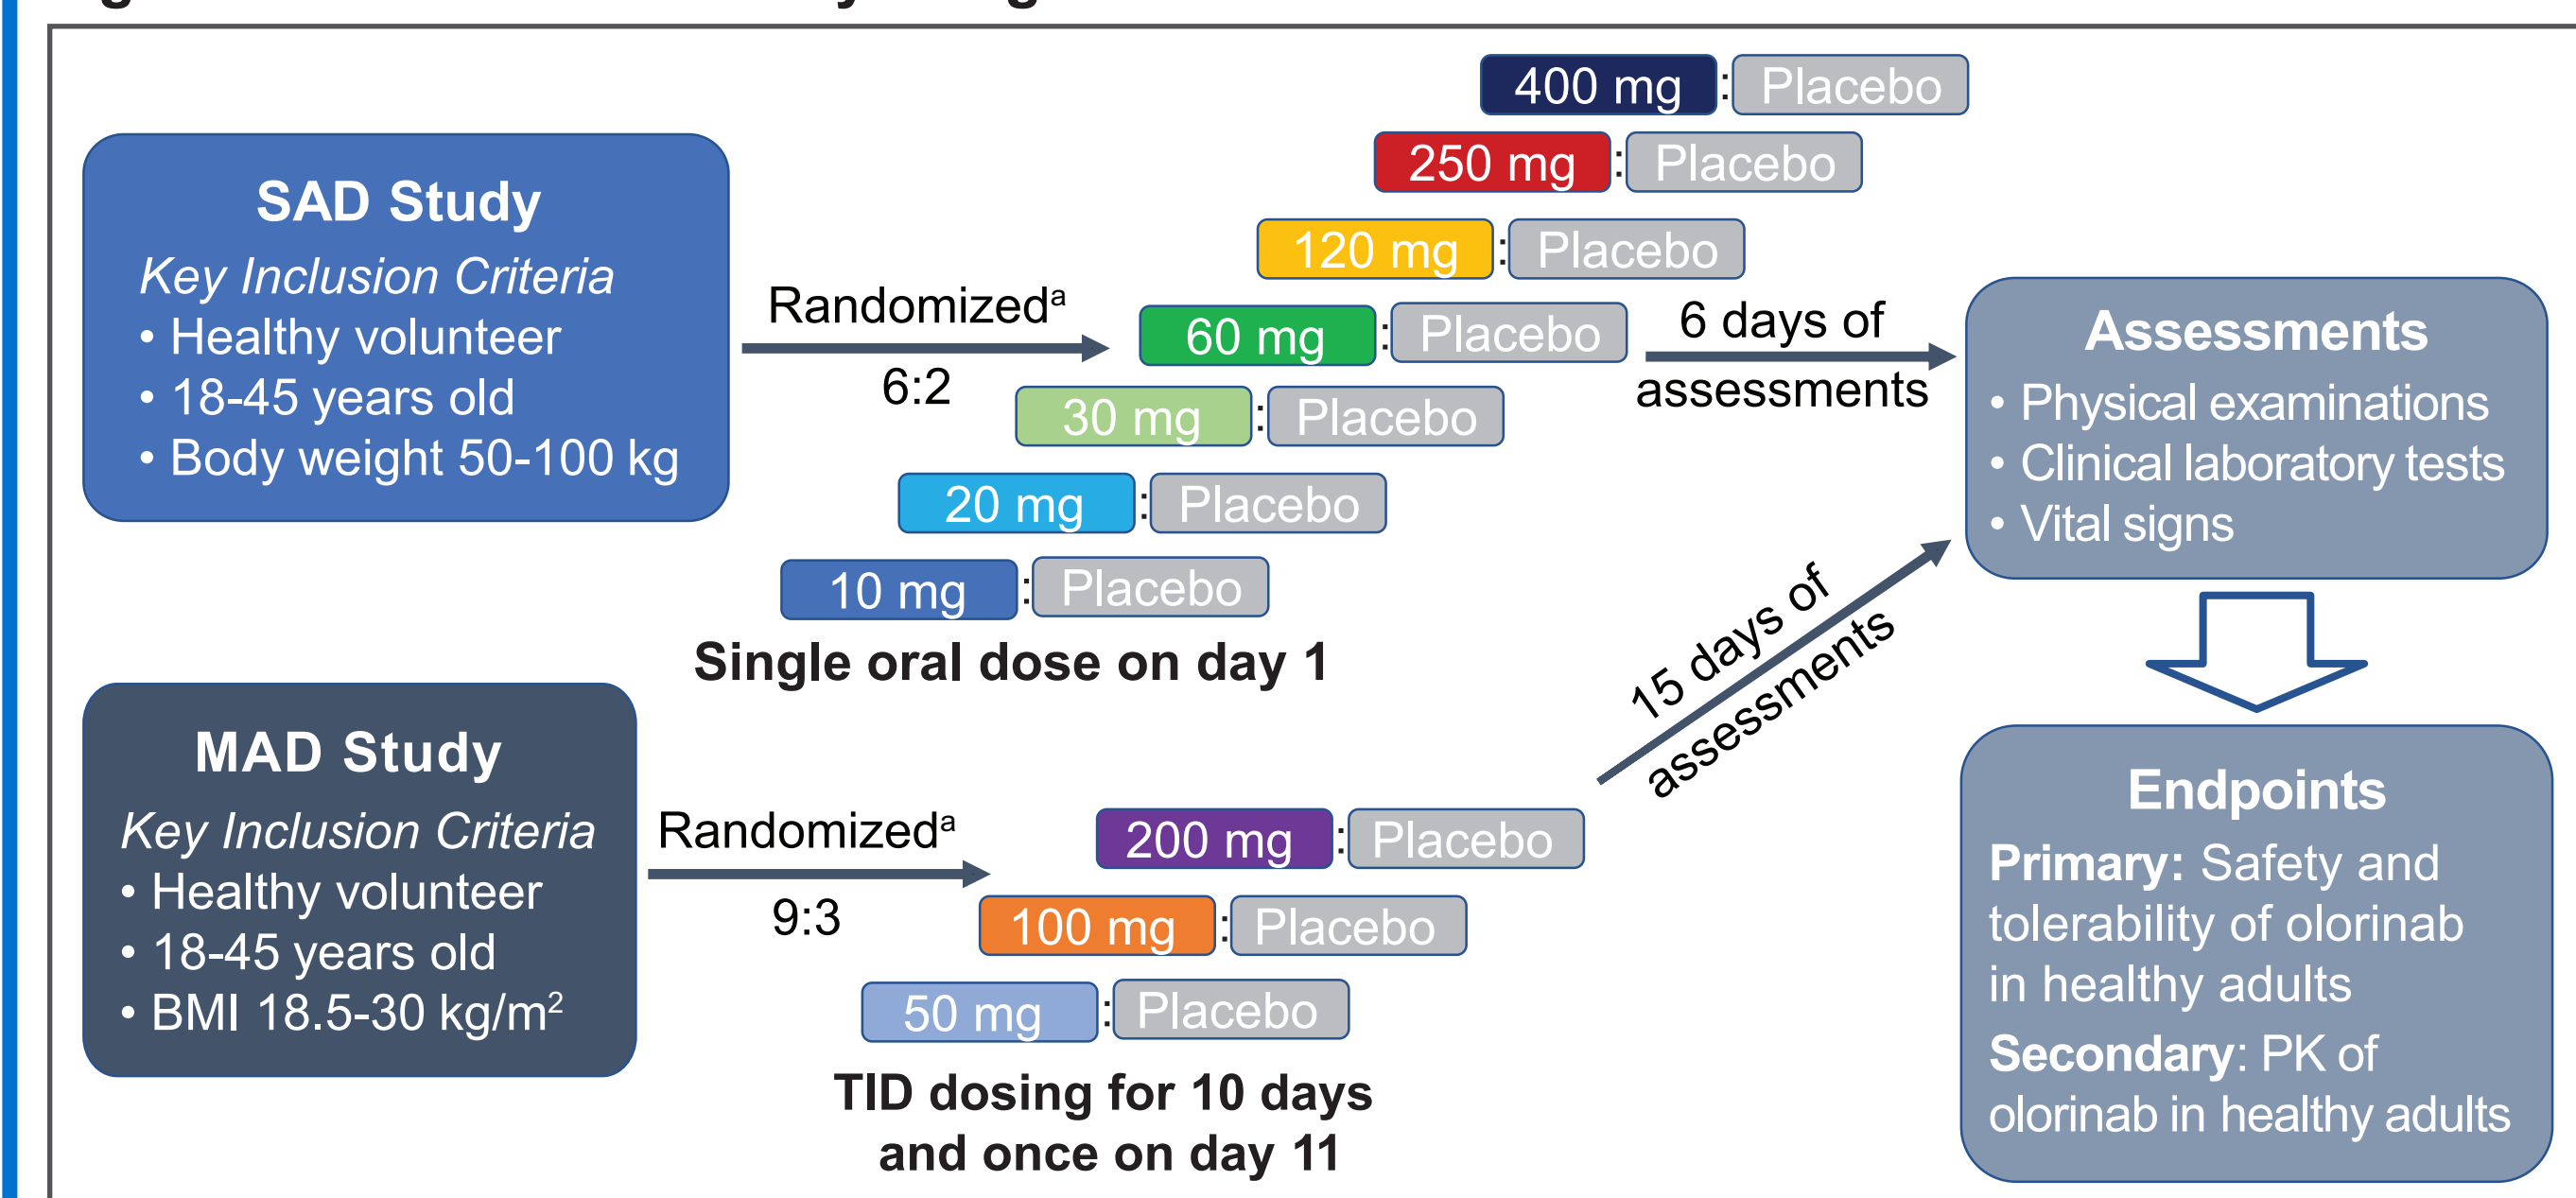 SAD Study
Key Inclusion Criteria
• Healthy volunteer
• 18-45 years old
• Body weight 50-100 kg
Randomizedᵃ
6:2
400 mg : Placebo
250 mg : Placebo
120 mg : Placebo
60 mg : Placebo
30 mg : Placebo
20 mg : Placebo
10 mg : Placebo
Single oral dose on day 1
6 days of
assessments
MAD Study
Key Inclusion Criteria
• Healthy volunteer
• 18-45 years old
• BMI 18.5-30 kg/m²
Randomizedᵃ
9:3
200 mg : Placebo
100 mg : Placebo
50 mg : Placebo
TID dosing for 10 days
and once on day 11
15 days of
assessments
Assessments
• Physical examinations
• Clinical laboratory tests
• Vital signs
Endpoints
Primary: Safety and
tolerability of olorinab
in healthy adults
Secondary: PK of
olorinab in healthy adults